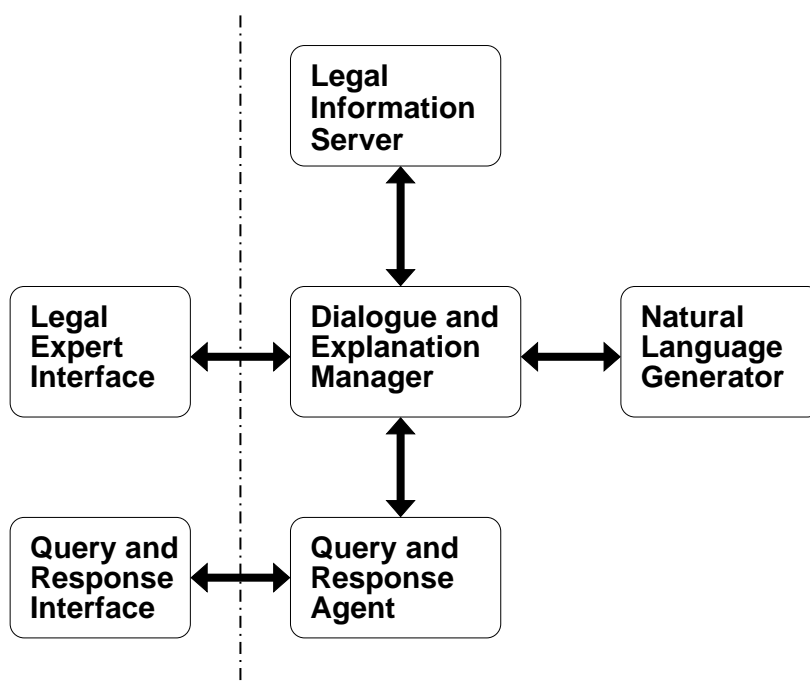 Legal
Information
Server
Legal
Expert
Interface
Dialogue and
Explanation
Manager
Natural
Language
Generator
Query and
Response
Interface
Query and
Response
Agent